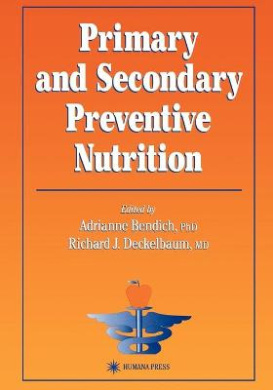 Primary
and Secondary
Preventive
Nutrition
Edited by
Adrianne Bendich, PhD
Richard J. Deckelbaum, MD
HUMANA PRESS